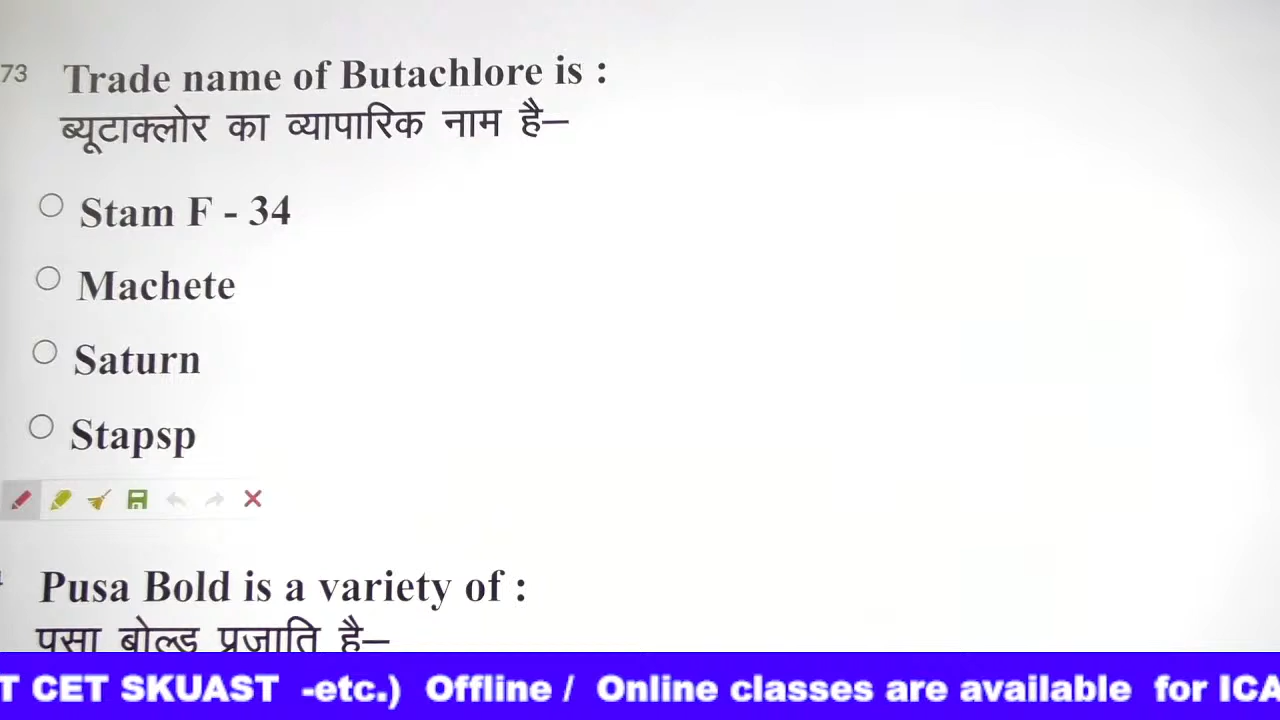 73 Trade name of Butachlore is :
ब्यूटाक्लोर का व्यापारिक नाम है–
Stam F - 34
Machete
Saturn
Stapsp
Pusa Bold is a variety of :
पूसा बोल्ड प्रजाति है–
T CET SKUAST -etc.) Offline / Online classes are available for ICA